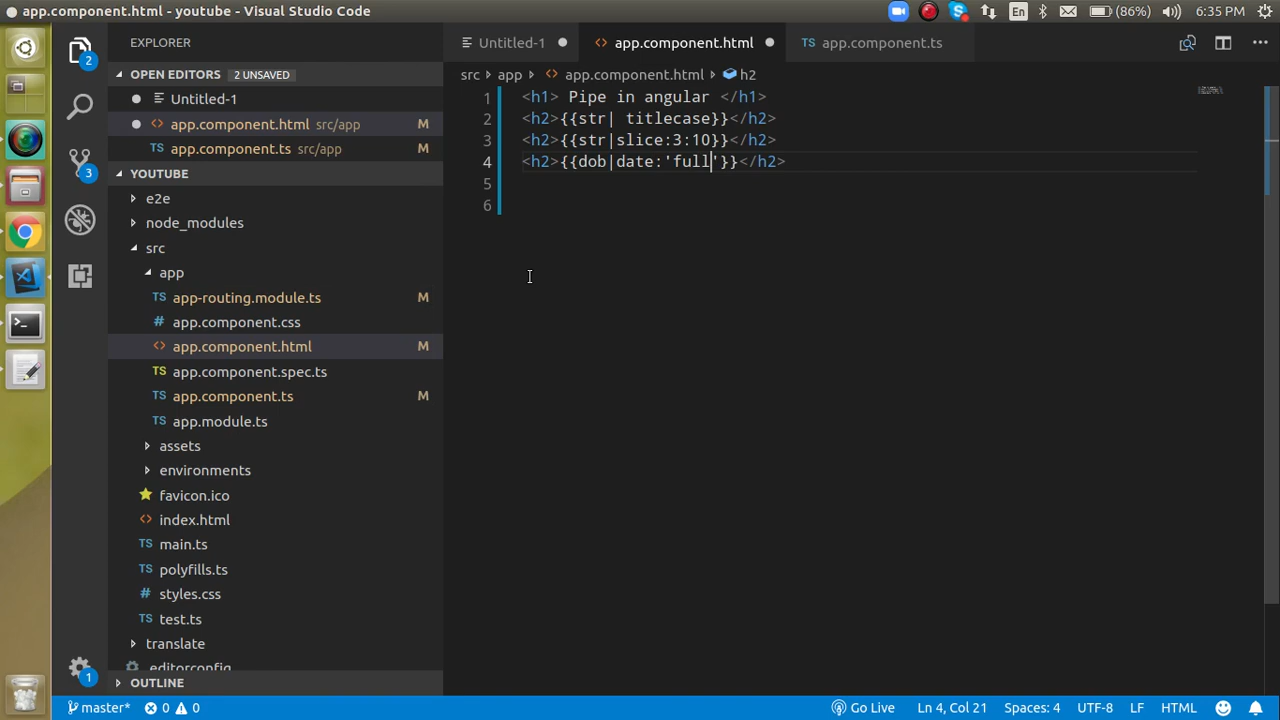 app.component.html - youtube - Visual Studio Code
En
(86%)
6:35 PM
EXPLORER
Untitled-1
app.component.html
app.component.ts
OPEN EDITORS 2 UNSAVED
src app app.component.html h2
Untitled-1
app.component.html src/app M
app.component.ts src/app M
YOUTUBE
e2e
node_modules
src
app
app-routing.module.ts M
app.component.css
app.component.html M
app.component.spec.ts
app.component.ts M
app.module.ts
assets
environments
favicon.ico
index.html
main.ts
polyfills.ts
styles.css
test.ts
translate
editorconfig
OUTLINE
2
3
1
1 <h1> Pipe in angular </h1>
2 <h2>{{str| titlecase}}</h2>
3 <h2>{{str|slice:3:10}}</h2>
4 <h2>{{dob|date:'full'}}</h2>
5
6
master* 0 0 Go Live Ln 4, Col 21 Spaces: 4 UTF-8 LF HTML